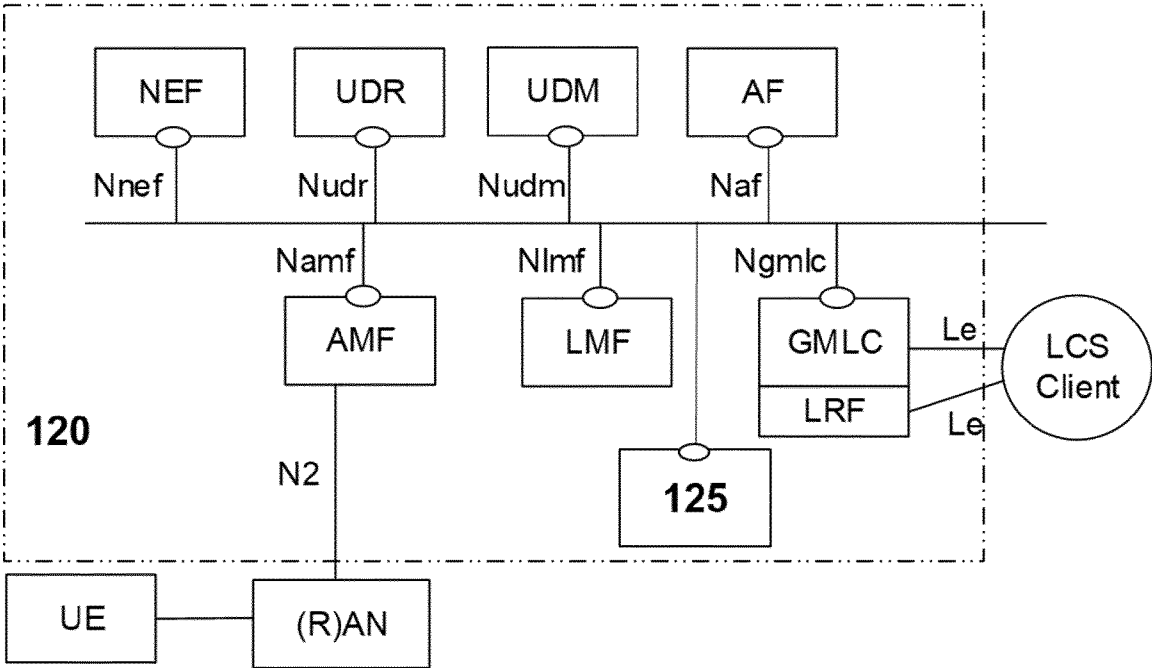 NEF
UDR
UDM
AF
Nnef
Nudr
Nudm
Naf
Namf
Nlmf
Ngmlc
AMF
LMF
GMLC
LRF
Le
LCS
Client
Le
120
N2
125
UE
(R)AN